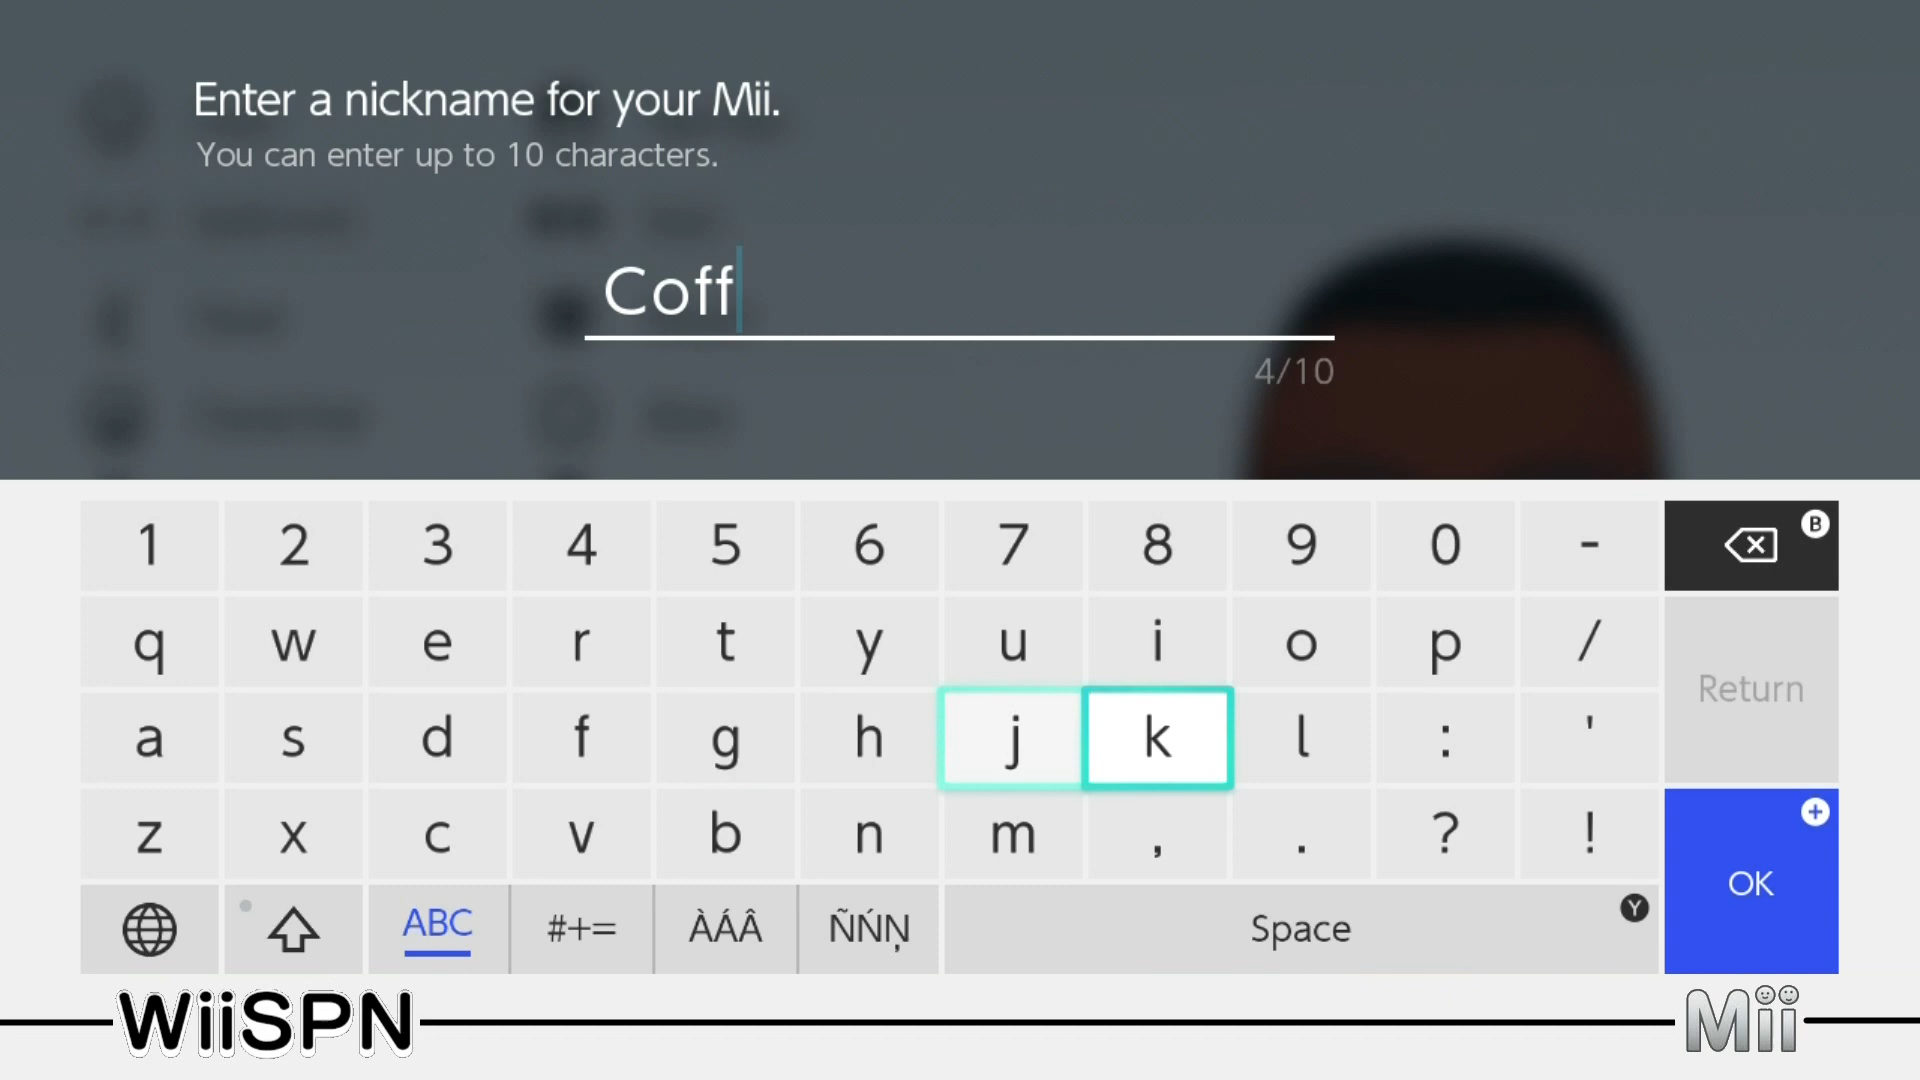 Enter a nickname for your Mii.
You can enter up to 10 characters.
Coff
4/10
1 2 3 4 5 6 7 8 9 0 - B
q w e r t y u i o p /
Return
a s d f g h j k l : '
z x c v b n m , . ? ! +
OK
ABC #+= ÀÁÂ ÑŃŅ Space Y
WiiSPN Mii